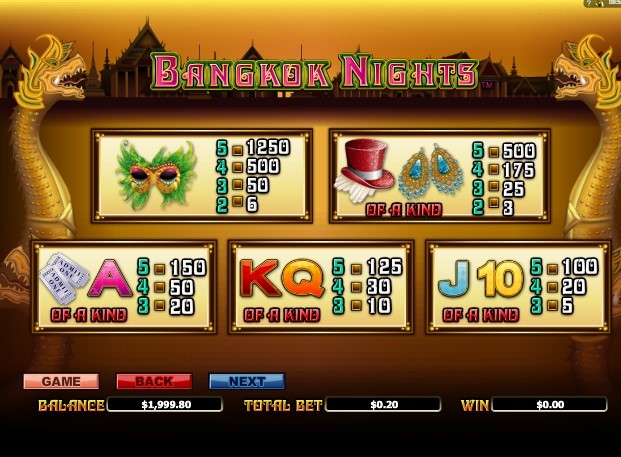 BANGKOK NIGHTS™
5 1250
4 500
3 50
2 6
5 500
4 175
3 25
2 3
OF A KIND
ADMIT ONE
ADMIT ONE
A
5 150
4 50
3 20
OF A KIND
K Q
5 125
4 30
3 10
OF A KIND
J 10
5 100
4 20
3 5
OF A KIND
GAME BACK NEXT
BALANCE $1,999.80 TOTAL BET $0.20 WIN $0.00